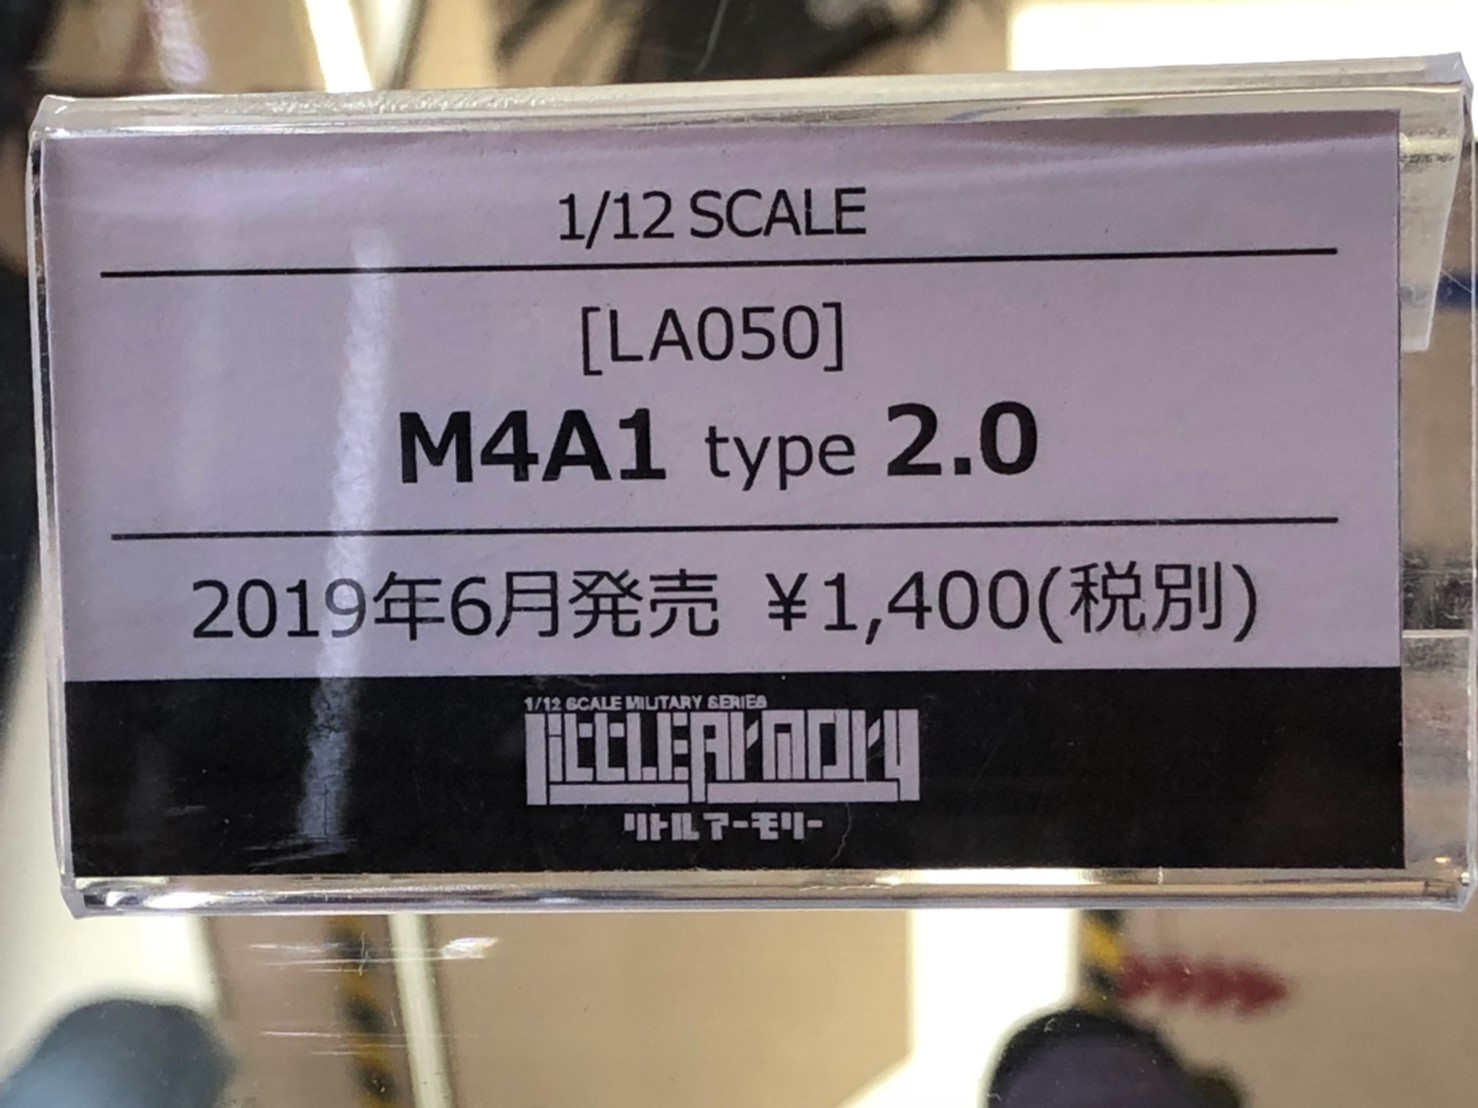 1/12 SCALE
[LA050]
M4A1 type 2.0
2019年6月発売 ¥1,400(税別)
1/12 SCALE MILITARY SERIES
LittLEArmory
リトルアーモリー